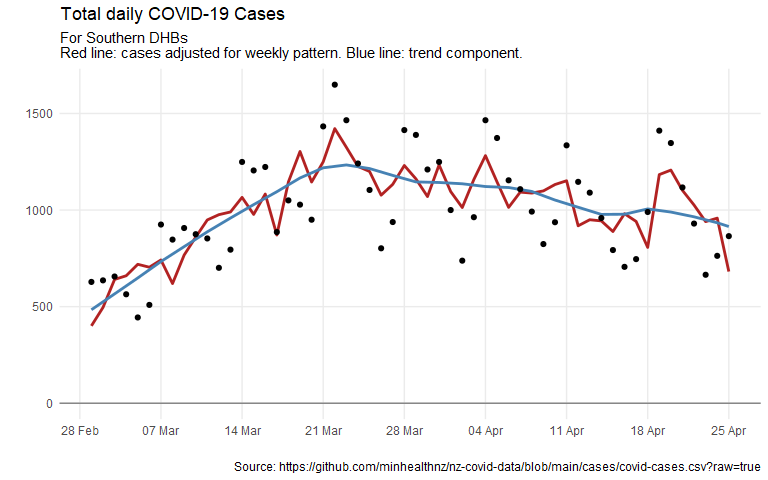 Total daily COVID-19 Cases
For Southern DHBs
Red line: cases adjusted for weekly pattern. Blue line: trend component.
1500
1000
500
0
28 Feb 07 Mar 14 Mar 21 Mar 28 Mar 04 Apr 11 Apr 18 Apr 25 Apr
Source: https://github.com/minhealthnz/nz-covid-data/blob/main/cases/covid-cases.csv?raw=true